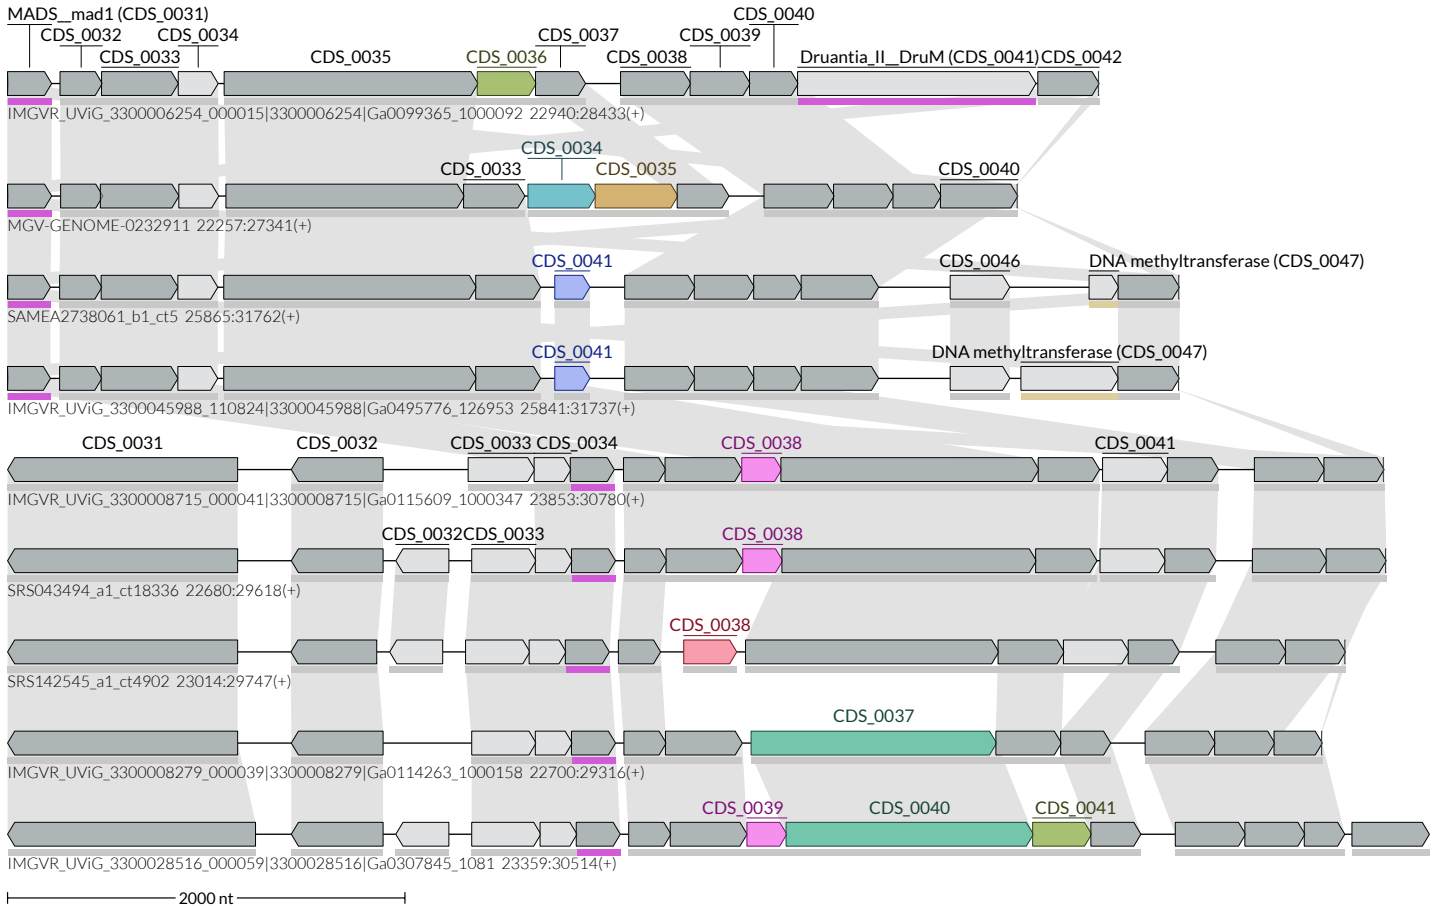 MADS__mad1 (CDS_0031)
CDS_0032
CDS_0033
CDS_0034
CDS_0035
CDS_0036
CDS_0037
CDS_0038
CDS_0039
CDS_0040
Druantia_II__DruM (CDS_0041)
CDS_0042
IMGVR_UViG_3300006254_000015|3300006254|Ga0099365_1000092 22940:28433(+)
CDS_0033
CDS_0034
CDS_0035
CDS_0040
MGV-GENOME-0232911 22257:27341(+)
CDS_0041
CDS_0046
DNA methyltransferase (CDS_0047)
SAMEA2738061_b1_ct5 25865:31762(+)
CDS_0041
DNA methyltransferase (CDS_0047)
IMGVR_UViG_3300045988_110824|3300045988|Ga0495776_126953 25841:31737(+)
CDS_0031
CDS_0032
CDS_0033
CDS_0034
CDS_0038
CDS_0041
IMGVR_UViG_3300008715_000041|3300008715|Ga0115609_1000347 23853:30780(+)
CDS_0032
CDS_0033
CDS_0038
SRS043494_a1_ct18336 22680:29618(+)
CDS_0038
SRS142545_a1_ct4902 23014:29747(+)
CDS_0037
IMGVR_UViG_3300008279_000039|3300008279|Ga0114263_1000158 22700:29316(+)
CDS_0039
CDS_0040
CDS_0041
IMGVR_UViG_3300028516_000059|3300028516|Ga0307845_1081 23359:30514(+)
2000 nt